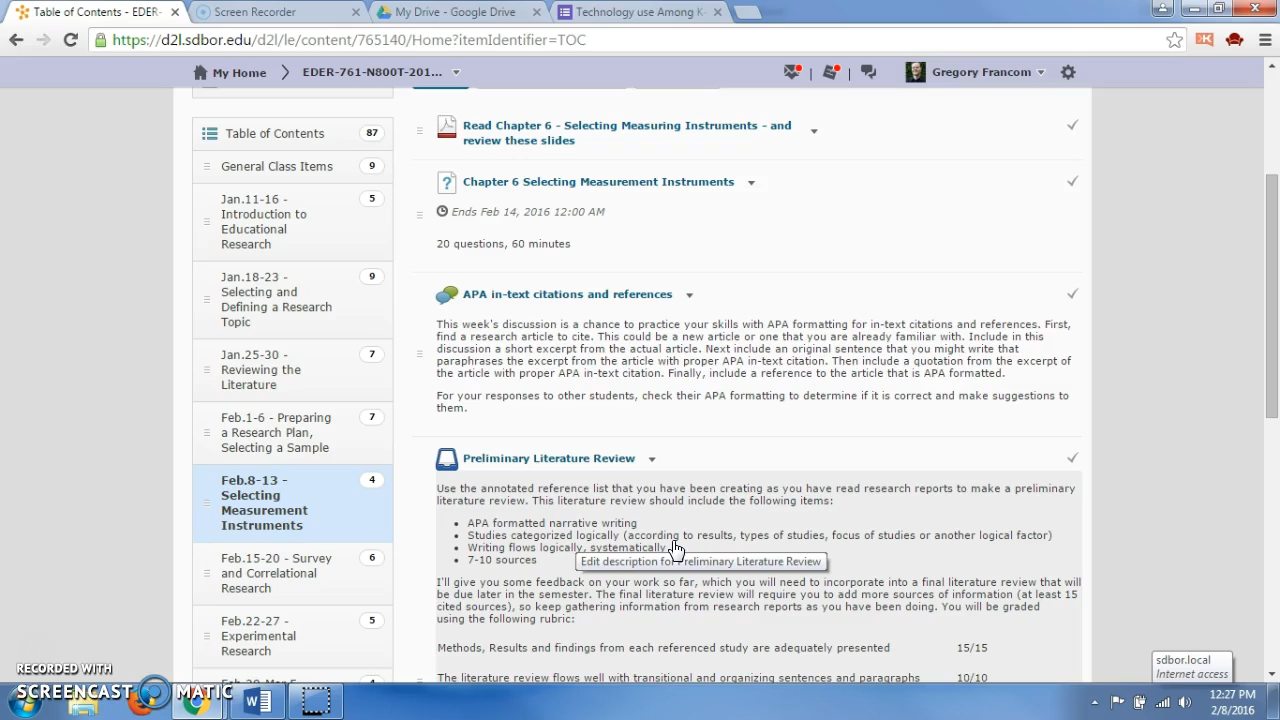 Table of Contents - EDER-
Screen Recorder
My Drive - Google Drive
Technology use Among K-
https://d2l.sdbor.edu/d2l/le/content/765140/Home?itemIdentifier=TOC
My Home
EDER-761-N800T-201...
Gregory Francom
Table of Contents 87
General Class Items 9
Jan.11-16 - 5
Introduction to
Educational
Research
Jan.18-23 - 9
Selecting and
Defining a Research
Topic
Jan.25-30 - 7
Reviewing the
Literature
Feb.1-6 - Preparing 7
a Research Plan,
Selecting a Sample
Feb.8-13 - 4
Selecting
Measurement
Instruments
Feb.15-20 - Survey 6
and Correlational
Research
Feb.22-27 - 5
Experimental
Research
Read Chapter 6 - Selecting Measuring Instruments - and
review these slides
Chapter 6 Selecting Measurement Instruments
Ends Feb 14, 2016 12:00 AM
20 questions, 60 minutes
APA in-text citations and references
This week's discussion is a chance to practice your skills with APA formatting for in-text citations and references. First,
find a research article to cite. This could be a new article or one that you are already familiar with. Include in this
discussion a short excerpt from the actual article. Next include an original sentence that you might write that
paraphrases the excerpt from the article with proper APA in-text citation. Then include a quotation from the excerpt of
the article with proper APA in-text citation. Finally, include a reference to the article that is APA formatted.
For your responses to other students, check their APA formatting to determine if it is correct and make suggestions to
them.
Preliminary Literature Review
Use the annotated reference list that you have been creating as you have read research reports to make a preliminary
literature review. This literature review should include the following items:
APA formatted narrative writing
Studies categorized logically (according to results, types of studies, focus of studies or another logical factor)
Writing flows logically, systematically
7-10 sources
Edit description for Preliminary Literature Review
I'll give you some feedback on your work so far, which you will need to incorporate into a final literature review that will
be due later in the semester. The final literature review will require you to add more sources of information (at least 15
cited sources), so keep gathering information from research reports as you have been doing. You will be graded
using the following rubric:
Methods, Results and findings from each referenced study are adequately presented 15/15
The literature review flows well with transitional and organizing sentences and paragraphs 10/10
sdbor.local
Internet access
RECORDED WITH
SCREENCAST MATIC
12:27 PM
2/8/2016